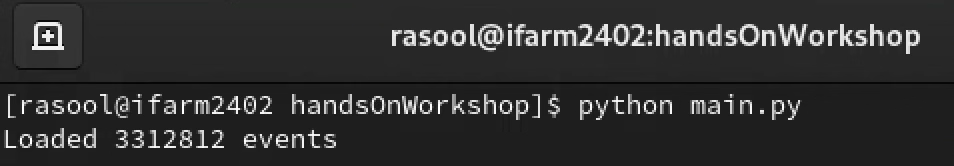 rasool@ifarm2402:handsOnWorkshop
[rasool@ifarm2402 handsOnWorkshop]$ python main.py
Loaded 3312812 events